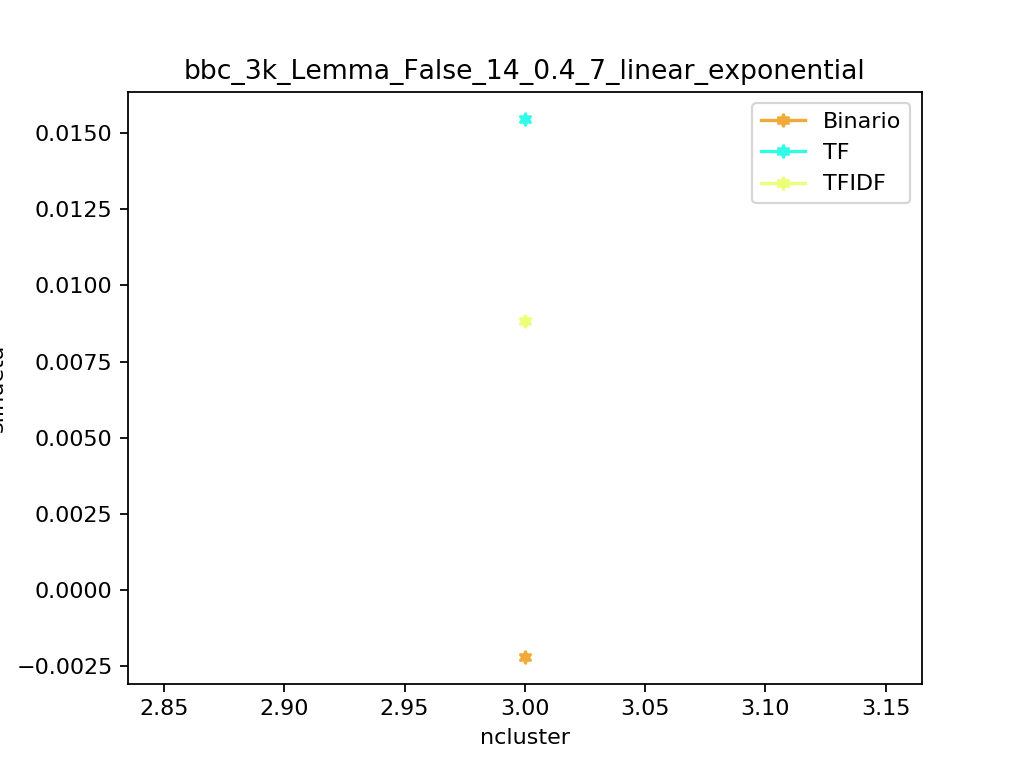 bbc_3k_Lemma_False_14_0.4_7_linear_exponential
0.0150
0.0125
0.0100
0.0075
0.0050
0.0025
0.0000
−0.0025
Binario
TF
TFIDF
2.85 2.90 2.95 3.00 3.05 3.10 3.15
ncluster